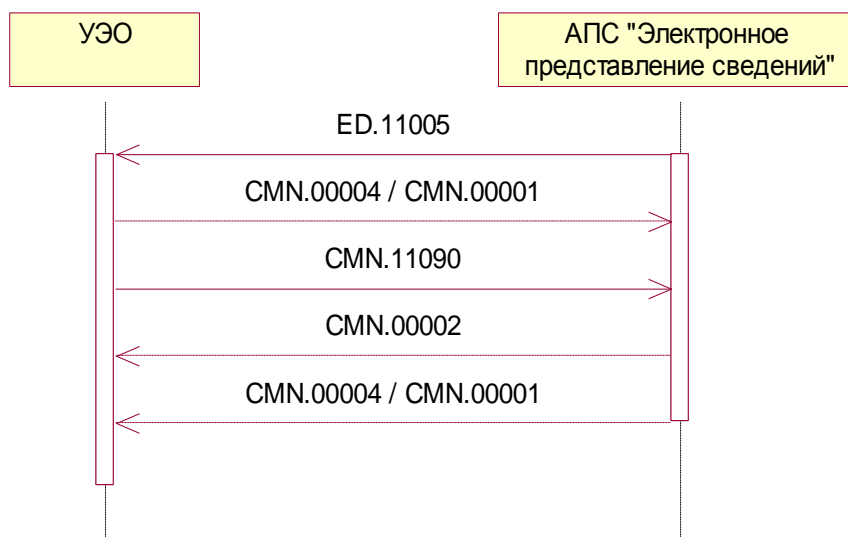 УЭО
АПС "Электронное
представление сведений"
ED.11005
CMN.00004 / CMN.00001
CMN.11090
CMN.00002
CMN.00004 / CMN.00001